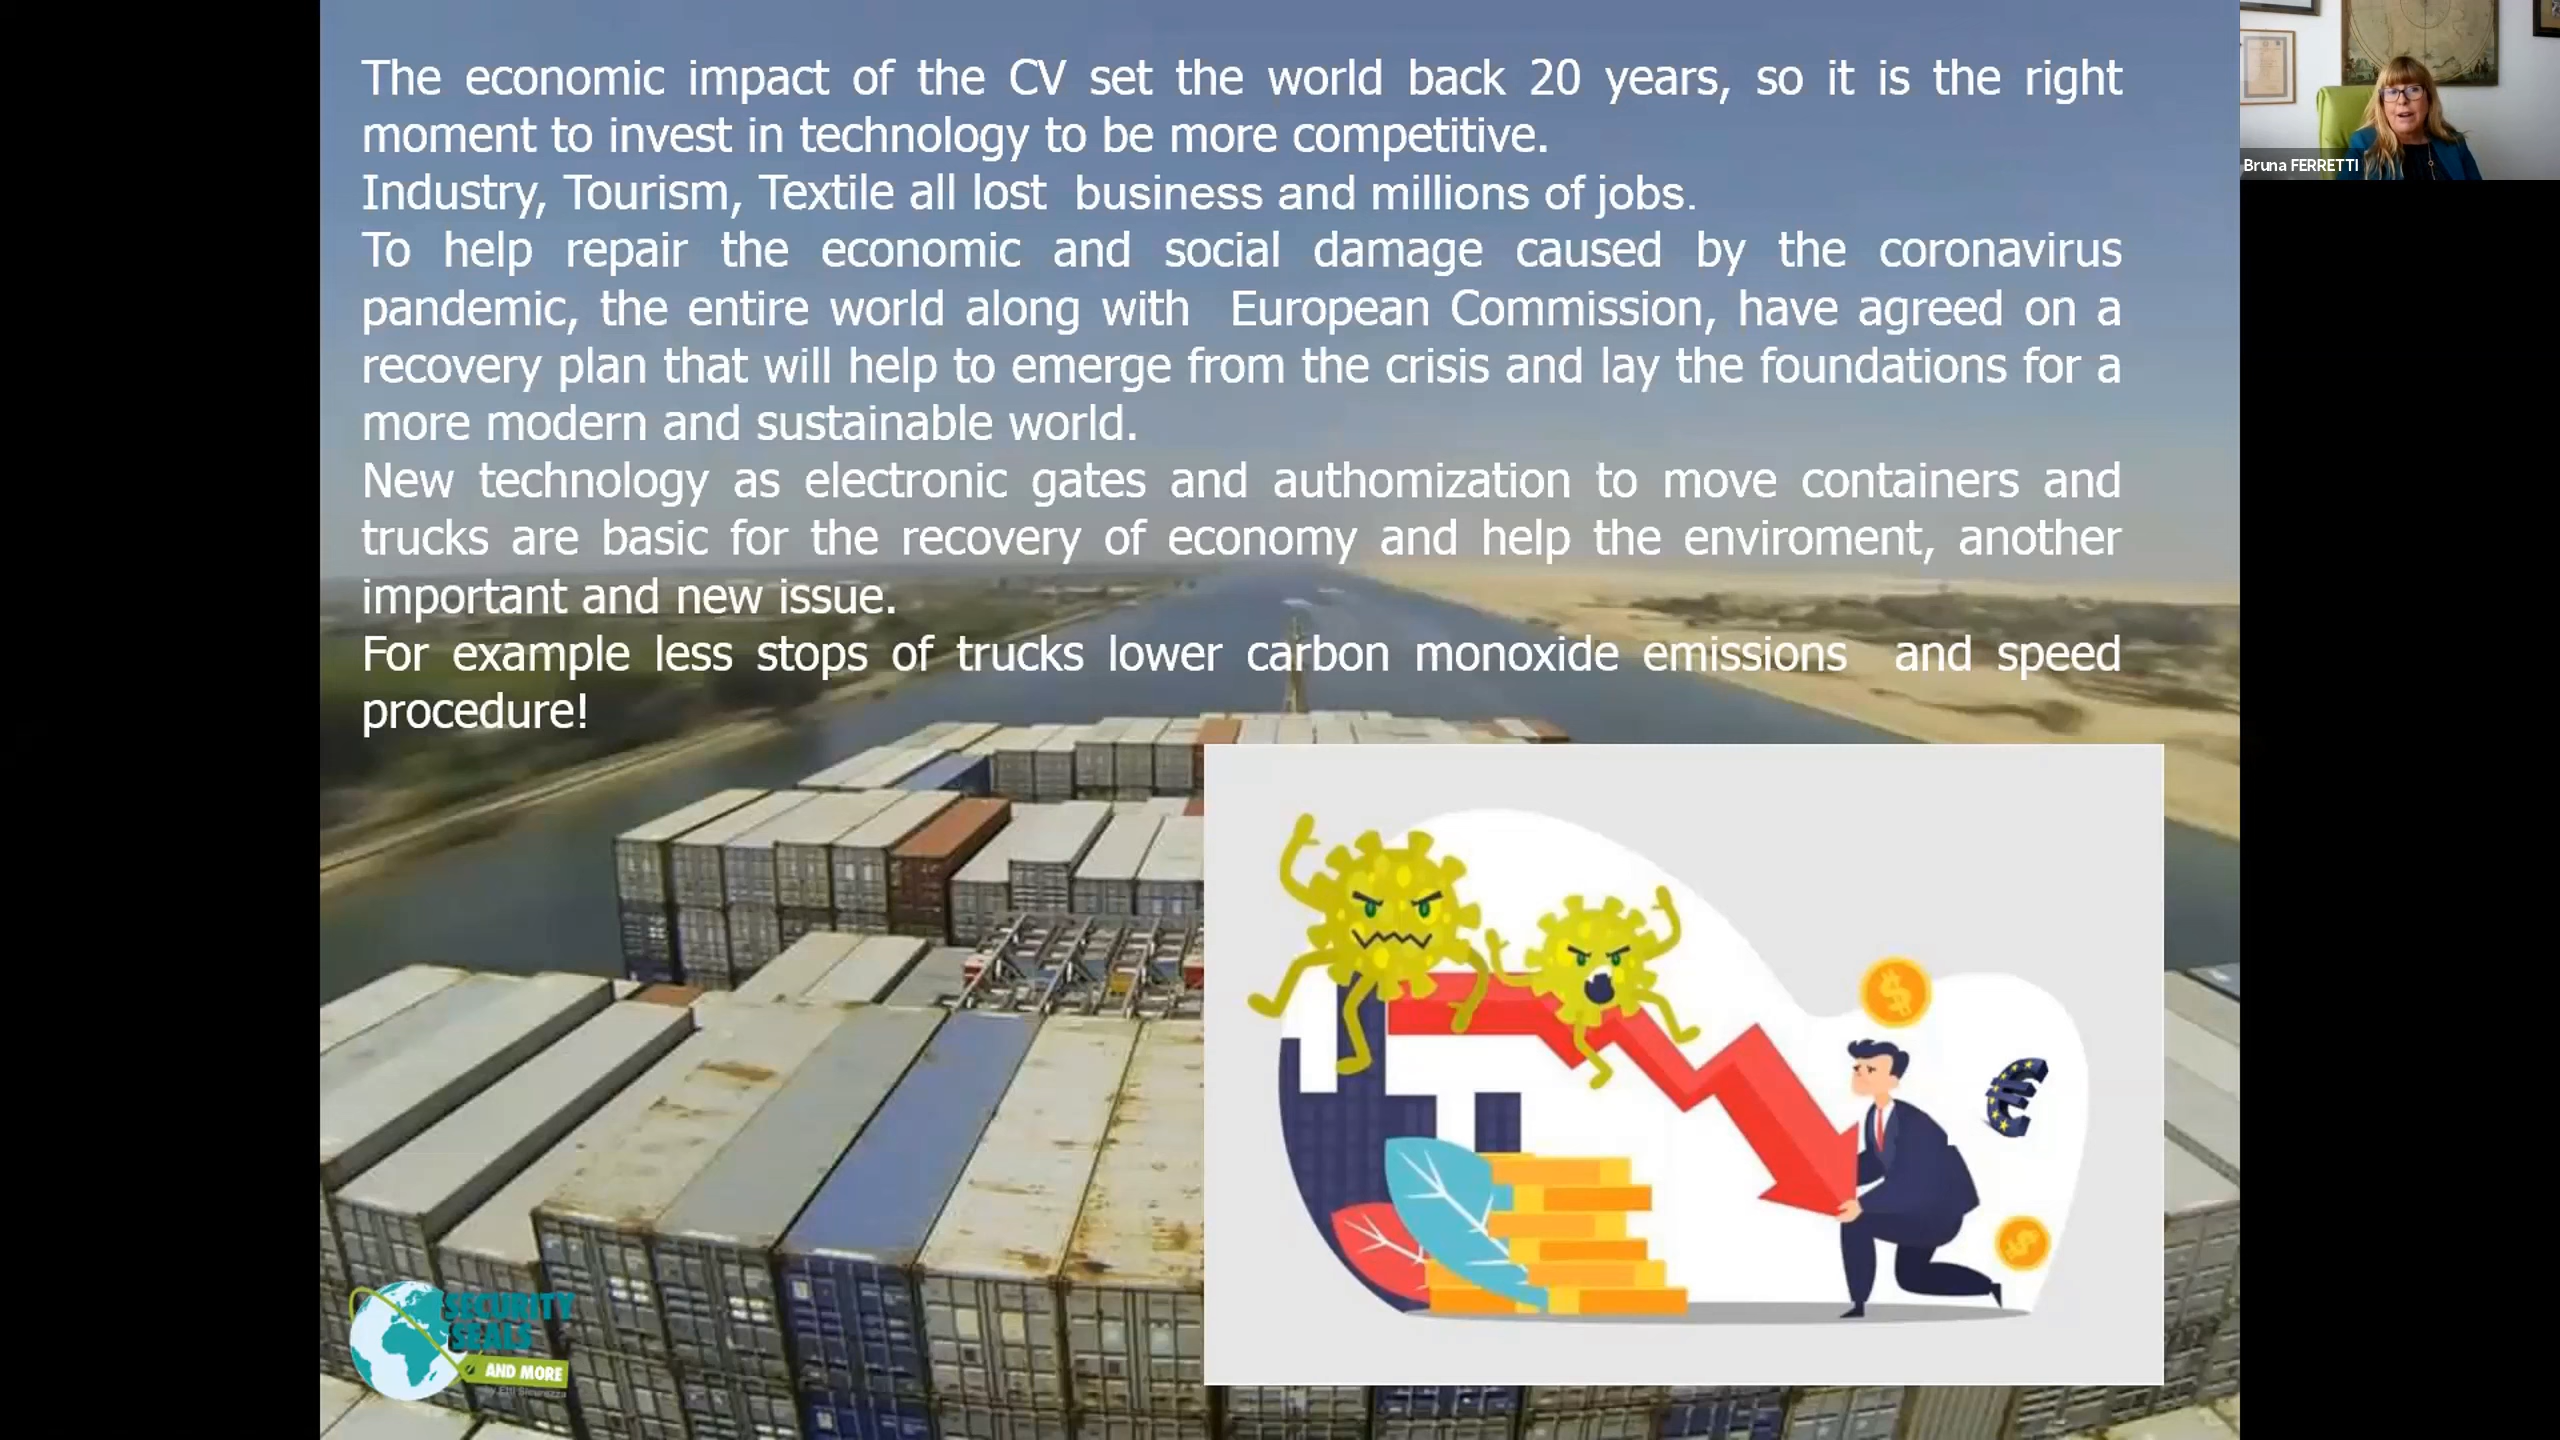 The economic impact of the CV set the world back 20 years, so it is the right
moment to invest in technology to be more competitive.
Industry, Tourism, Textile all lost business and millions of jobs.
To help repair the economic and social damage caused by the coronavirus
pandemic, the entire world along with European Commission, have agreed on a
recovery plan that will help to emerge from the crisis and lay the foundations for a
more modern and sustainable world.
New technology as electronic gates and authomization to move containers and
trucks are basic for the recovery of economy and help the enviroment, another
important and new issue.
For example less stops of trucks lower carbon monoxide emissions and speed
procedure!
Bruna FERRETTI
$
€
$
SECURITY
SEALS
AND MORE